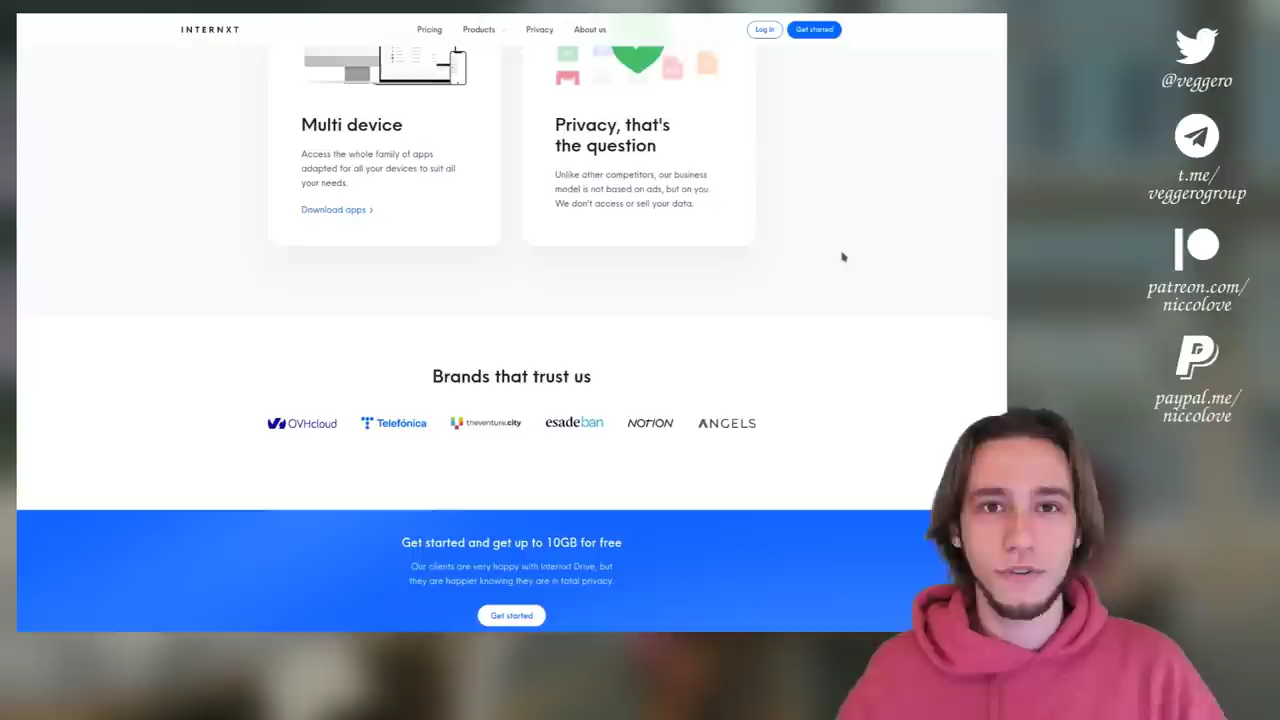 INTERNXT
Pricing
Products
Privacy
About us
Log in
Get started
Multi device
Access the whole family of apps
adapted for all your devices to suit all
your needs.
Download apps ›
Privacy, that's
the question
Unlike other competitors, our business
model is not based on ads, but on you.
We don't access or sell your data.
Brands that trust us
OVHcloud
Telefónica
theventure.city
esadeban
NOTION
ANGELS
Get started and get up to 10GB for free
Our clients are very happy with Internxt Drive, but
they are happier knowing they are in total privacy.
Get started
@veggero
t.me/
veggerogroup
patreon.com/
niccolove
paypal.me/
niccolove